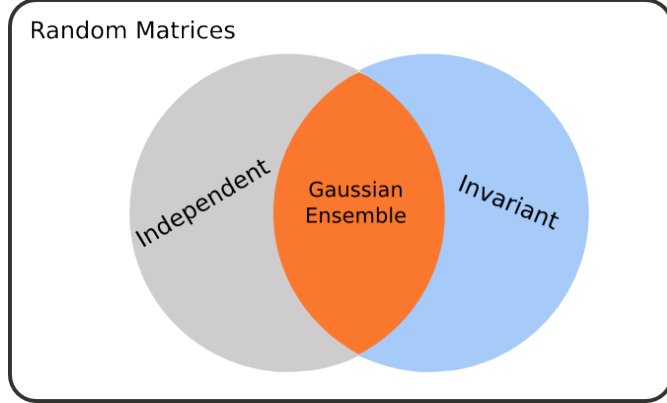 Random Matrices
Independent
Gaussian
Ensemble
Invariant